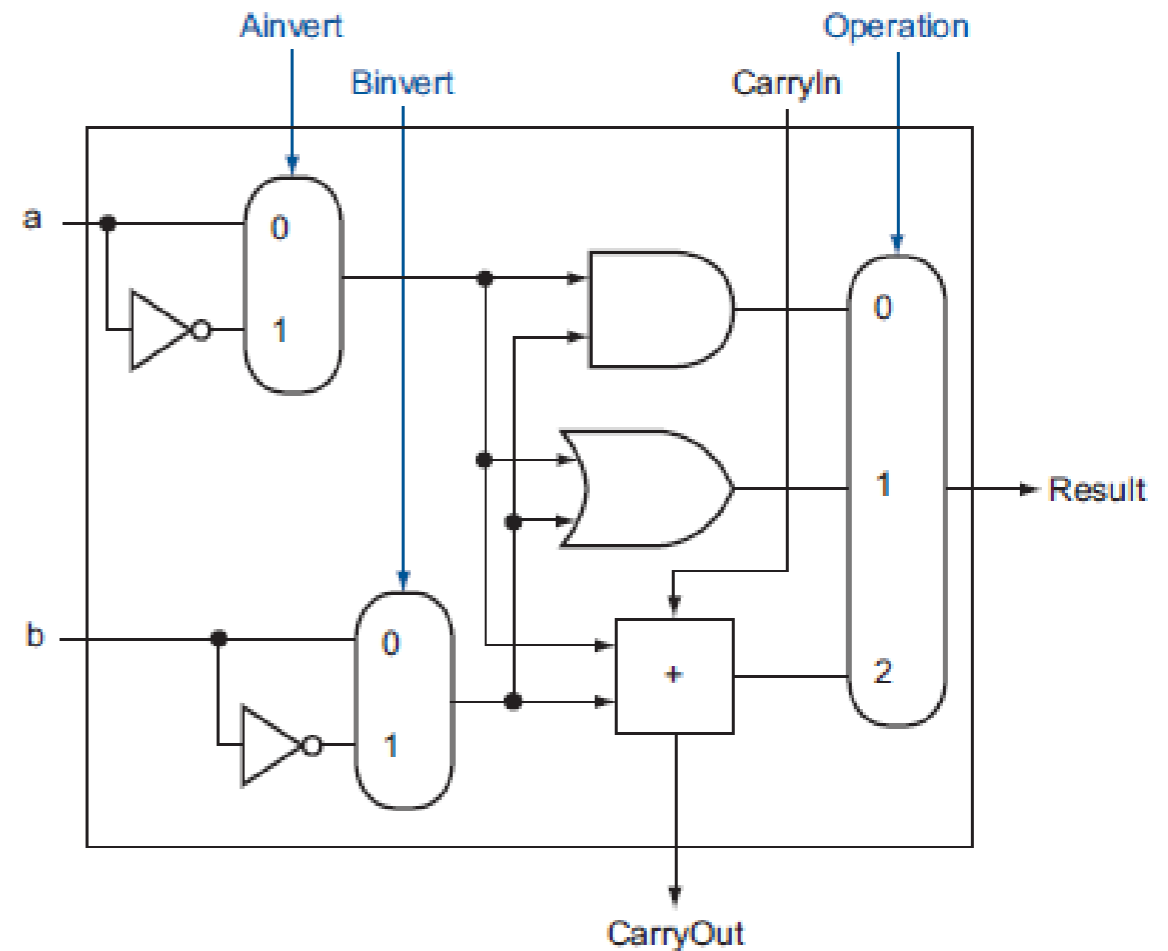 Ainvert
Operation
Binvert
CarryIn
a
0
1
0
1
Result
b
0
1
+
2
CarryOut